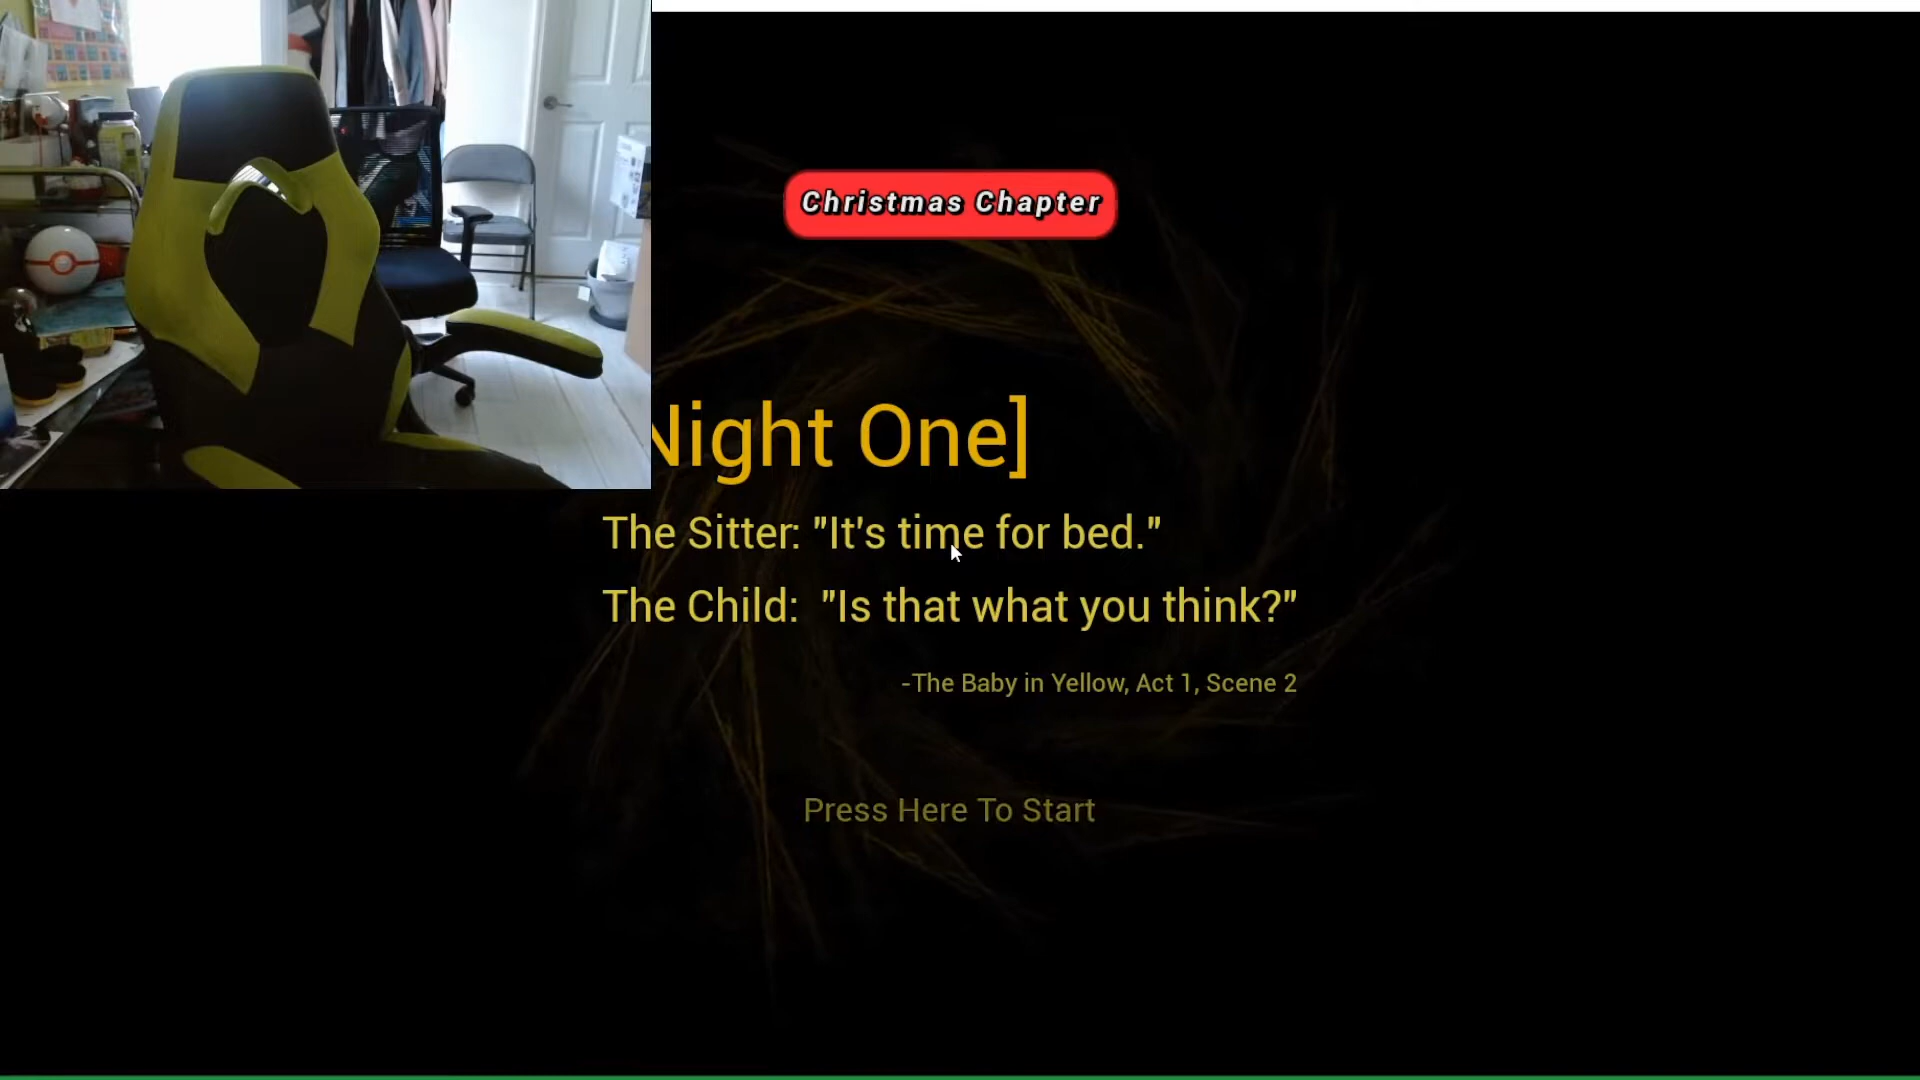 Christmas Chapter
Night One]
The Sitter: "It's time for bed."
The Child: "Is that what you think?"
-The Baby in Yellow, Act 1, Scene 2
Press Here To Start